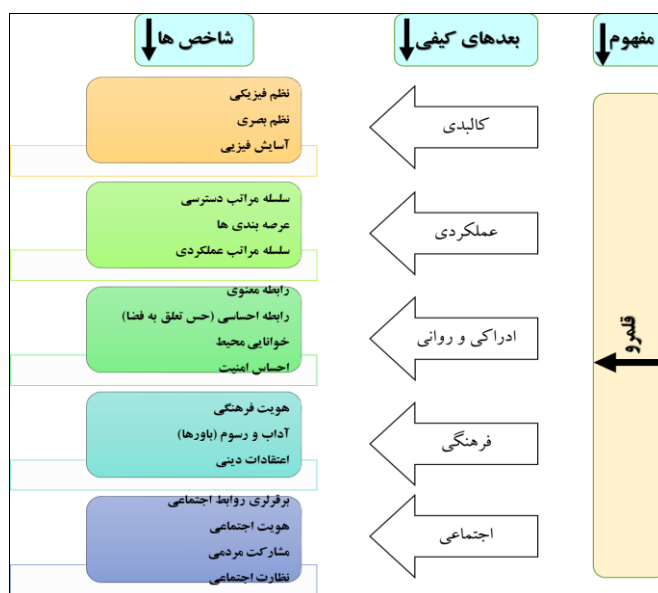 مفهوم
بعدهای کیفی
شاخص ها
قلمرو
کالبدی
نظم فیزیکی
نظم بصری
آسایش فیزیی
عملکردی
سلسله مراتب دسترسی
عرصه بندی ها
سلسله مراتب عملکردی
ادراکی و روانی
رابطه معنوی
رابطه احساسی (حس تعلق به فضا)
خوانایی محیط
احساس امنیت
فرهنگی
هویت فرهنگی
آداب و رسوم (باورها)
اعتقادات دینی
اجتماعی
برقرلری روابط اجتماعی
هویت اجتماعی
مشارکت مردمی
نظارت اجتماعی